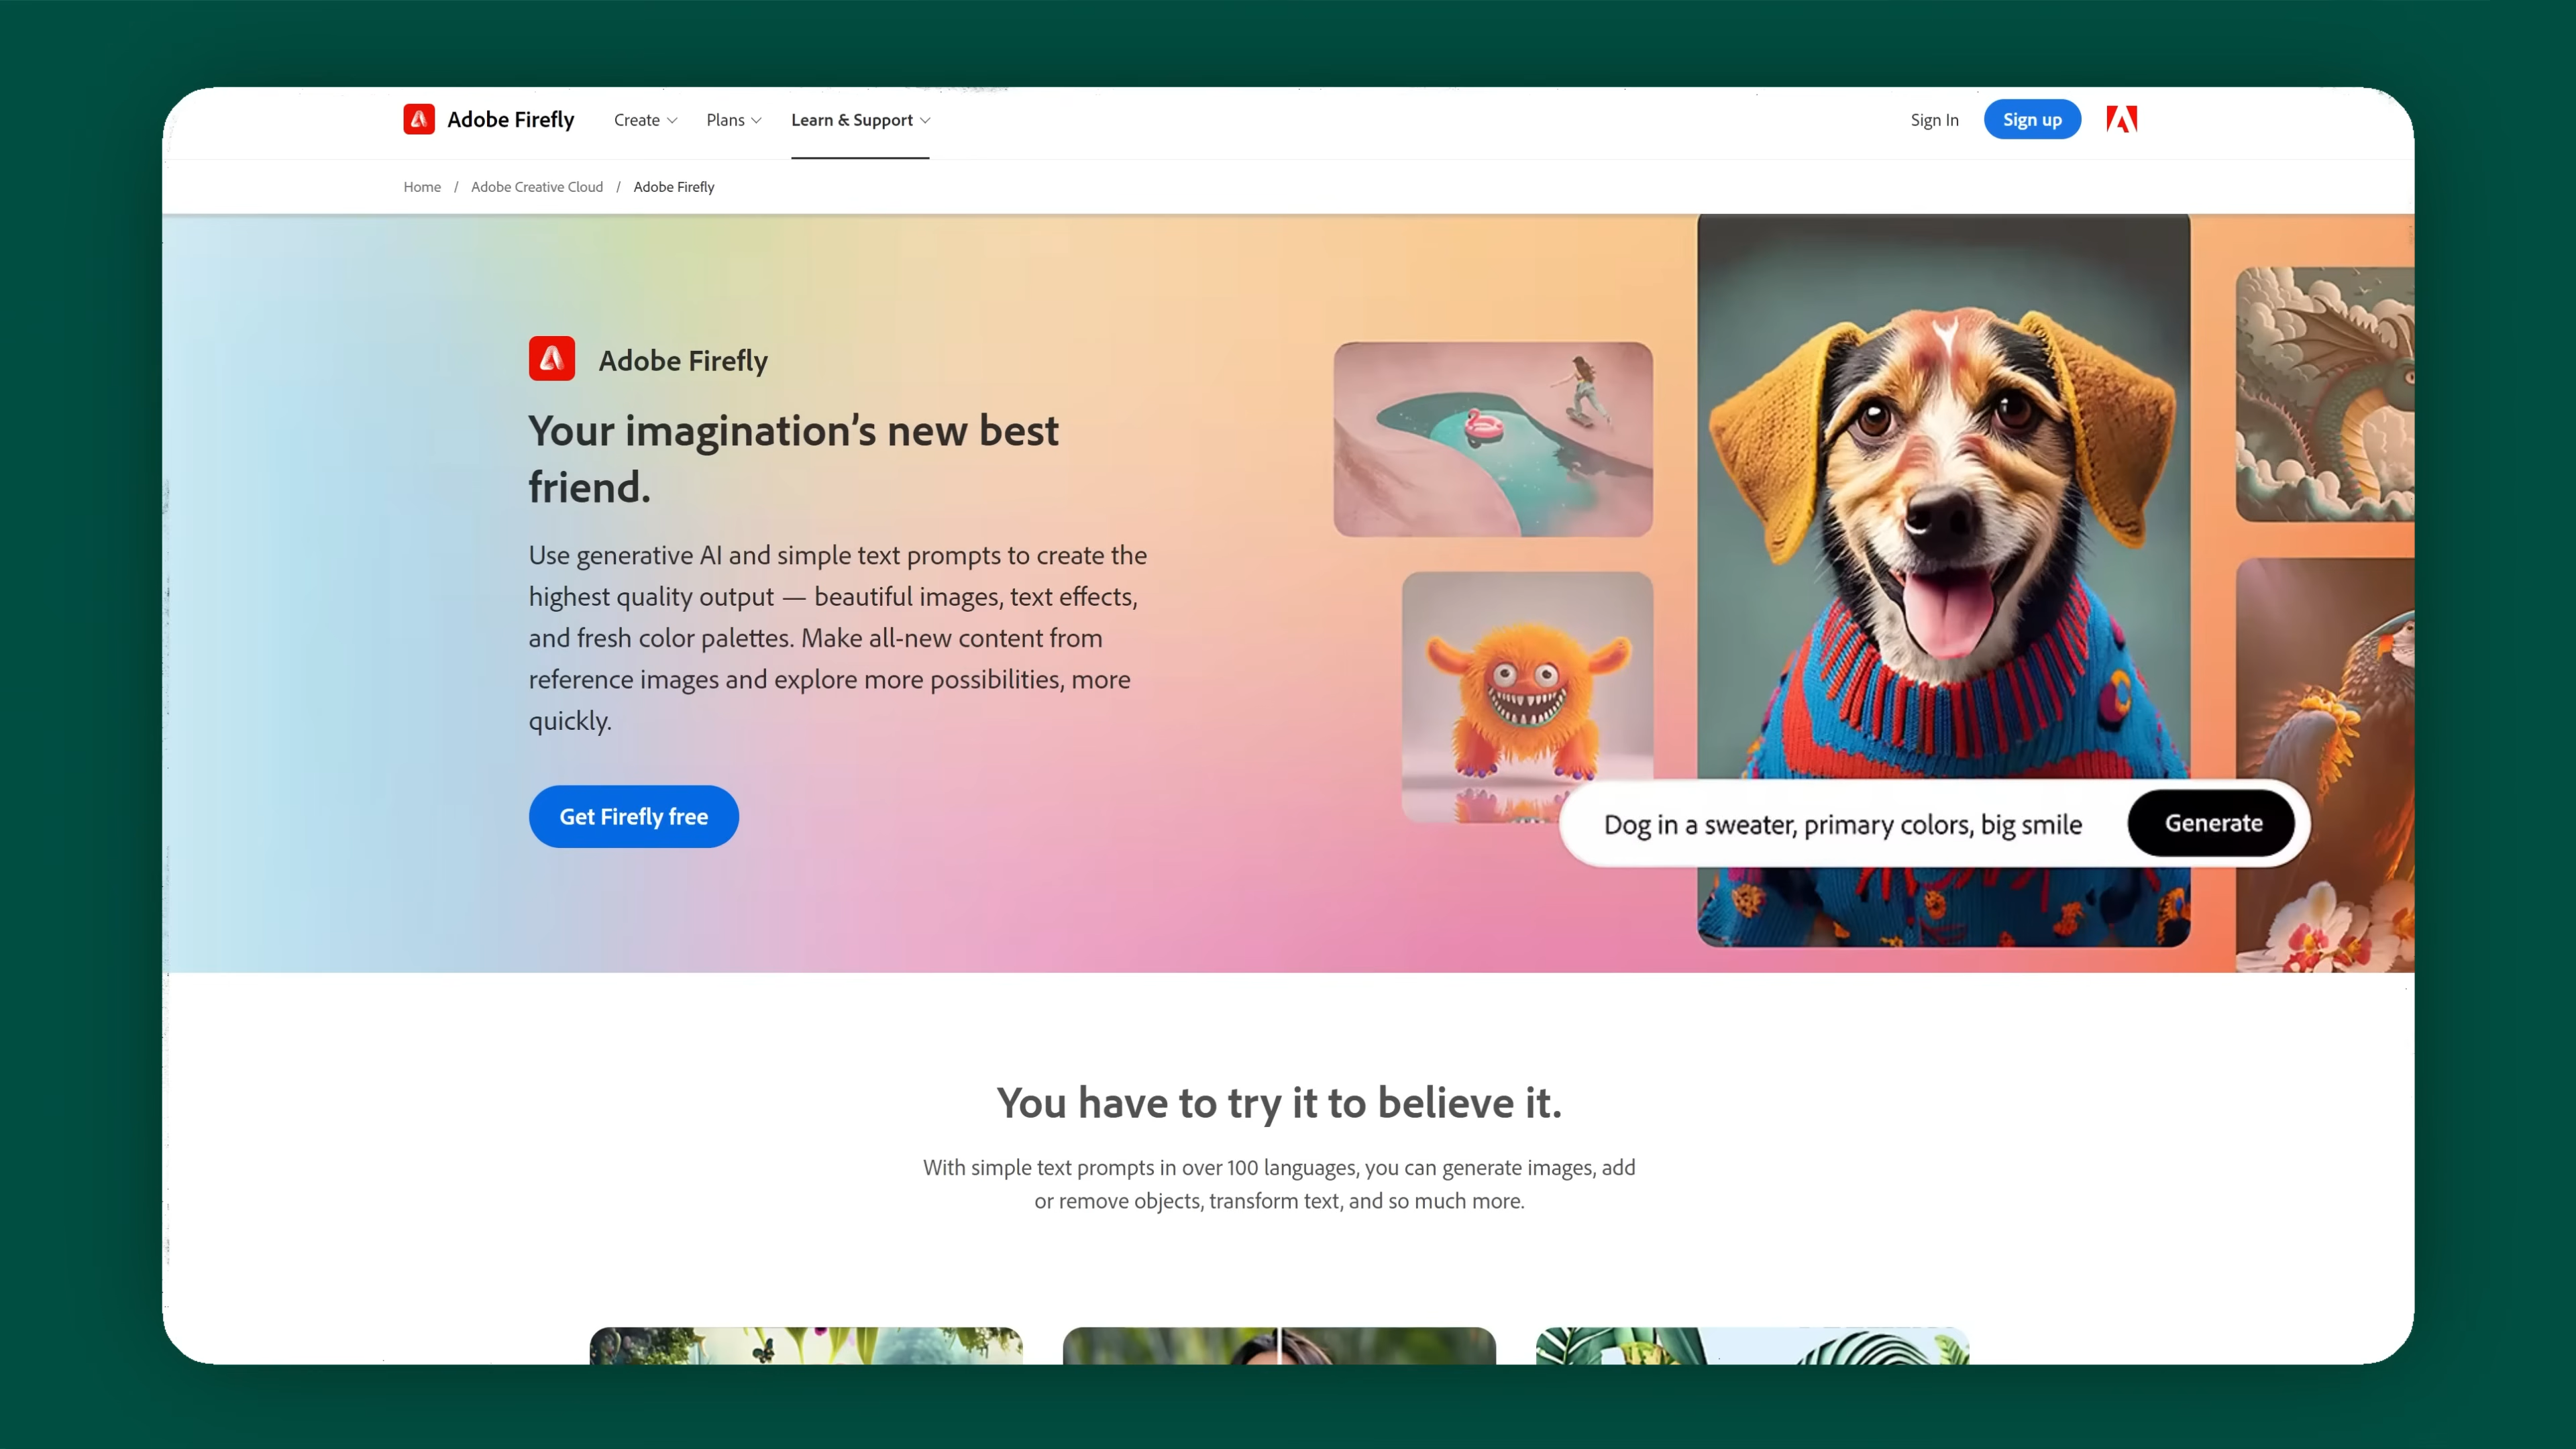 Adobe Firefly
Create
Plans
Learn & Support
Sign In
Sign up
Home / Adobe Creative Cloud / Adobe Firefly
Adobe Firefly
Your imagination’s new best
friend.
Use generative AI and simple text prompts to create the
highest quality output — beautiful images, text effects,
and fresh color palettes. Make all-new content from
reference images and explore more possibilities, more
quickly.
Get Firefly free
Dog in a sweater, primary colors, big smile
Generate
You have to try it to believe it.
With simple text prompts in over 100 languages, you can generate images, add
or remove objects, transform text, and so much more.